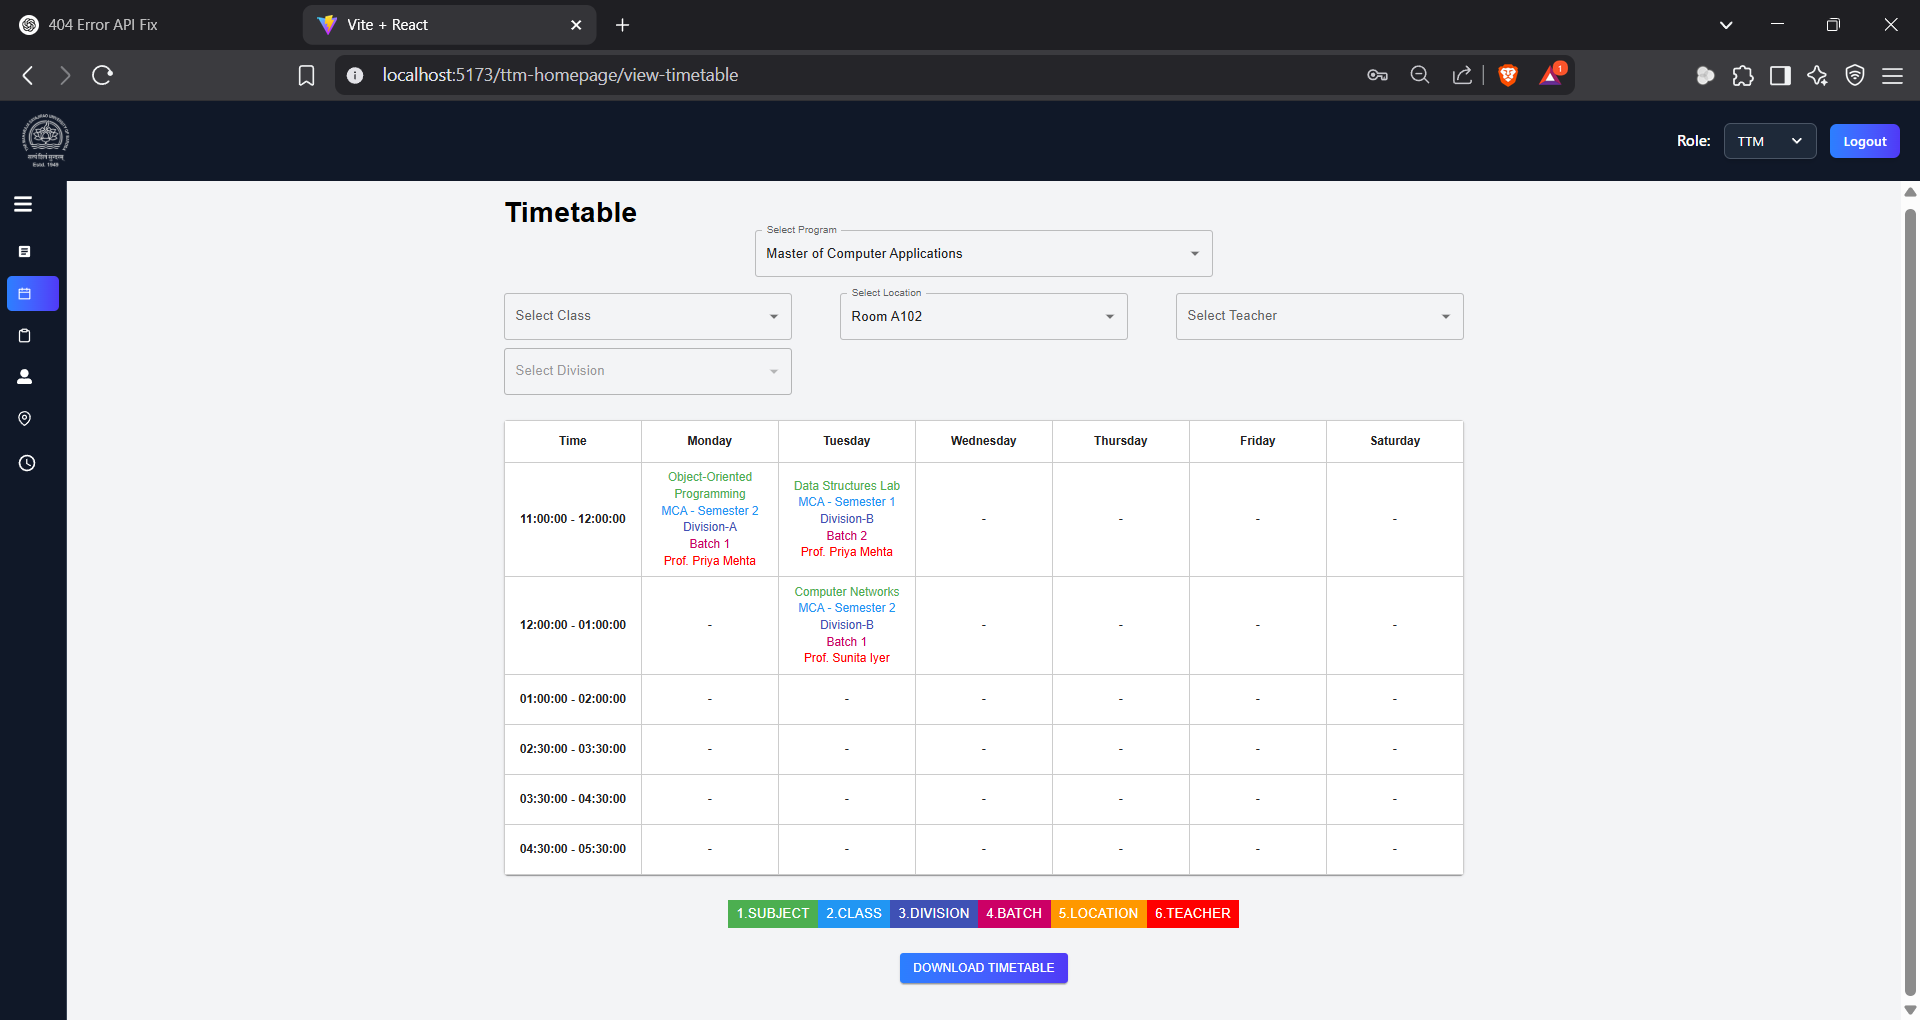 404 Error API Fix
Vite + React
localhost:5173/ttm-homepage/view-timetable
1
Estd. 1949
Role:
TTM
Logout
Timetable
Select Program
Master of Computer Applications
Select Class
Select Location
Room A102
Select Teacher
Select Division
Time Monday Tuesday Wednesday Thursday Friday Saturday
11:00:00 - 12:00:00
Object-Oriented
Programming
MCA - Semester 2
Division-A
Batch 1
Prof. Priya Mehta
Data Structures Lab
MCA - Semester 1
Division-B
Batch 2
Prof. Priya Mehta
- - - -
12:00:00 - 01:00:00
-
Computer Networks
MCA - Semester 2
Division-B
Batch 1
Prof. Sunita Iyer
- - - -
01:00:00 - 02:00:00 - - - - - -
02:30:00 - 03:30:00 - - - - - -
03:30:00 - 04:30:00 - - - - - -
04:30:00 - 05:30:00 - - - - - -
1.SUBJECT 2.CLASS 3.DIVISION 4.BATCH 5.LOCATION 6.TEACHER
DOWNLOAD TIMETABLE